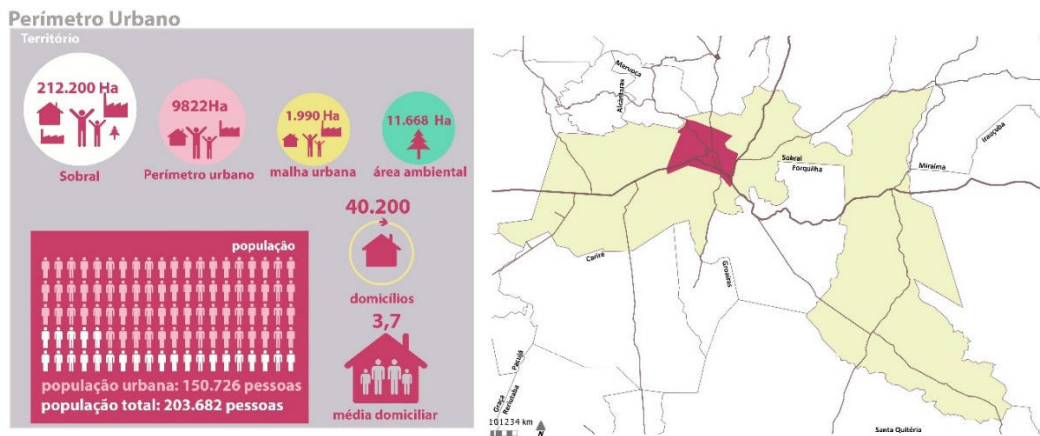 Perímetro Urbano
Território
212.200 Ha
Sobral
9822Ha
Perímetro urbano
1.990 Ha
malha urbana
11.668 Ha
área ambiental
40.200
domicílios
3,7
média domiciliar
população
população urbana: 150.726 pessoas
população total: 203.682 pessoas
Meruoca
Alcântaras
Sobral
Forquilha
Miraíma
Irauçuba
Cariré
Groaíras
Pacujá
Graça
Reriutaba
Santa Quitéria
101234 km
N